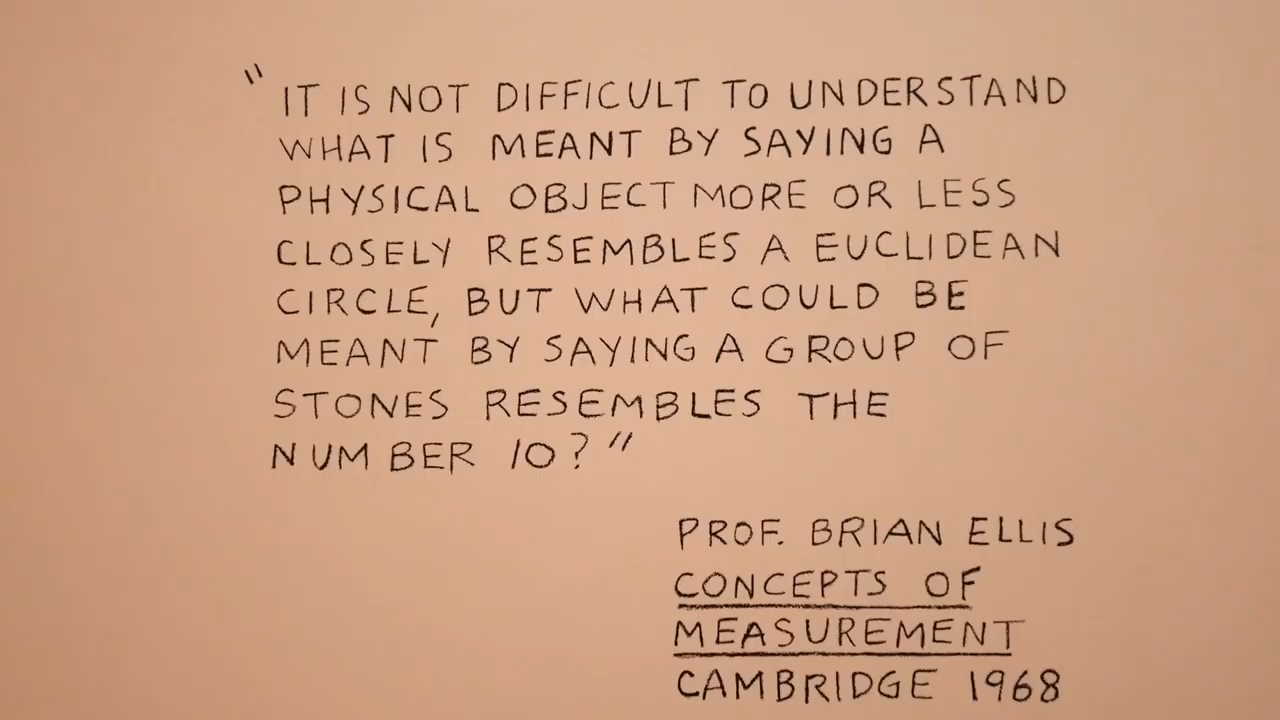 "IT IS NOT DIFFICULT TO UNDERSTAND
WHAT IS MEANT BY SAYING A
PHYSICAL OBJECT MORE OR LESS
CLOSELY RESEMBLES A EUCLIDEAN
CIRCLE, BUT WHAT COULD BE
MEANT BY SAYING A GROUP OF
STONES RESEMBLES THE
NUMBER 10?"
PROF. BRIAN ELLIS
CONCEPTS OF
MEASUREMENT
CAMBRIDGE 1968